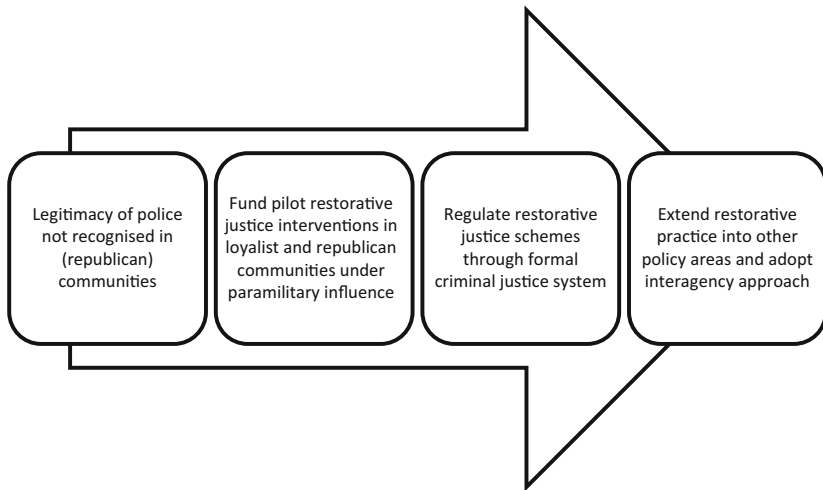 Legitimacy of police
not recognised in
(republican)
communities
Fund pilot restorative
justice interventions in
loyalist and republican
communities under
paramilitary influence
Regulate restorative
justice schemes
through formal
criminal justice system
Extend restorative
practice into other
policy areas and adopt
interagency approach